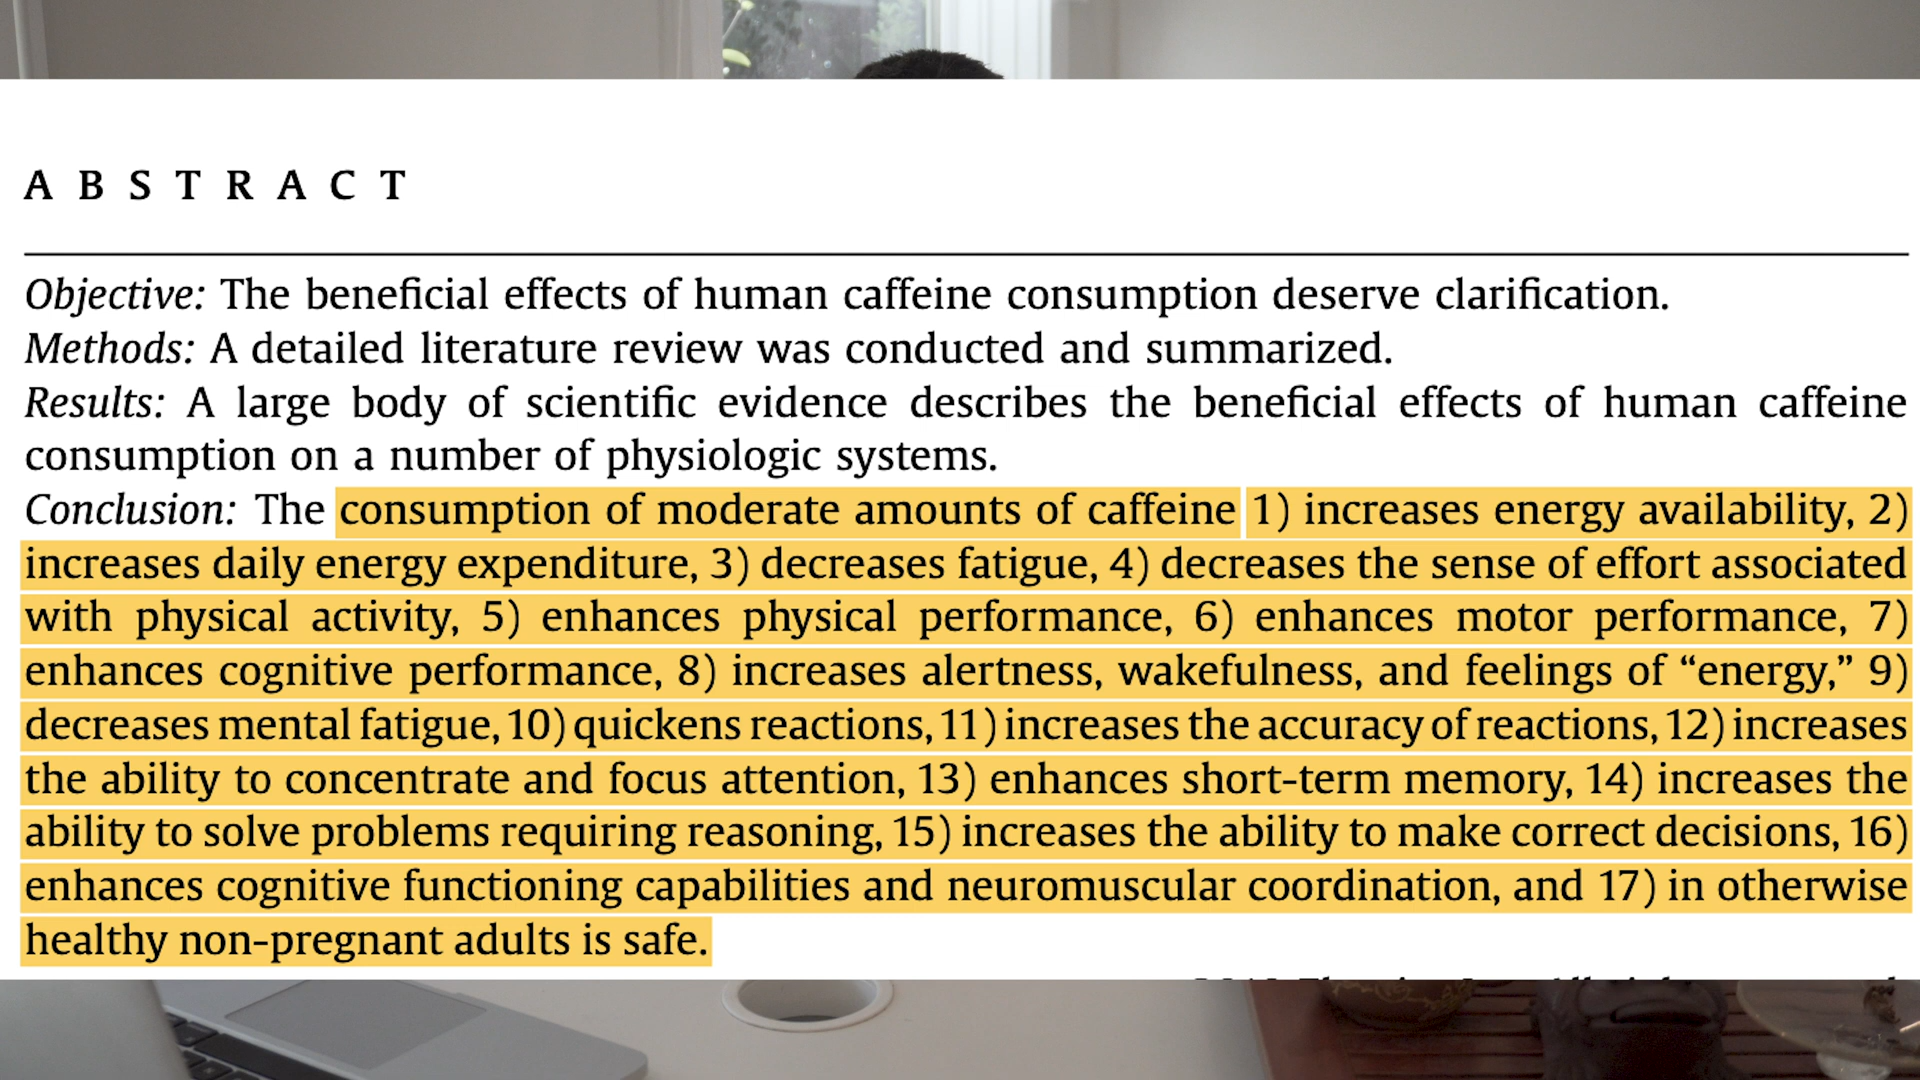 A B S T R A C T
Objective: The beneficial effects of human caffeine consumption deserve clarification.
Methods: A detailed literature review was conducted and summarized.
Results: A large body of scientific evidence describes the beneficial effects of human caffeine
consumption on a number of physiologic systems.
Conclusion: The consumption of moderate amounts of caffeine 1) increases energy availability, 2)
increases daily energy expenditure, 3) decreases fatigue, 4) decreases the sense of effort associated
with physical activity, 5) enhances physical performance, 6) enhances motor performance, 7)
enhances cognitive performance, 8) increases alertness, wakefulness, and feelings of “energy,” 9)
decreases mental fatigue, 10) quickens reactions, 11) increases the accuracy of reactions, 12) increases
the ability to concentrate and focus attention, 13) enhances short-term memory, 14) increases the
ability to solve problems requiring reasoning, 15) increases the ability to make correct decisions, 16)
enhances cognitive functioning capabilities and neuromuscular coordination, and 17) in otherwise
healthy non-pregnant adults is safe.